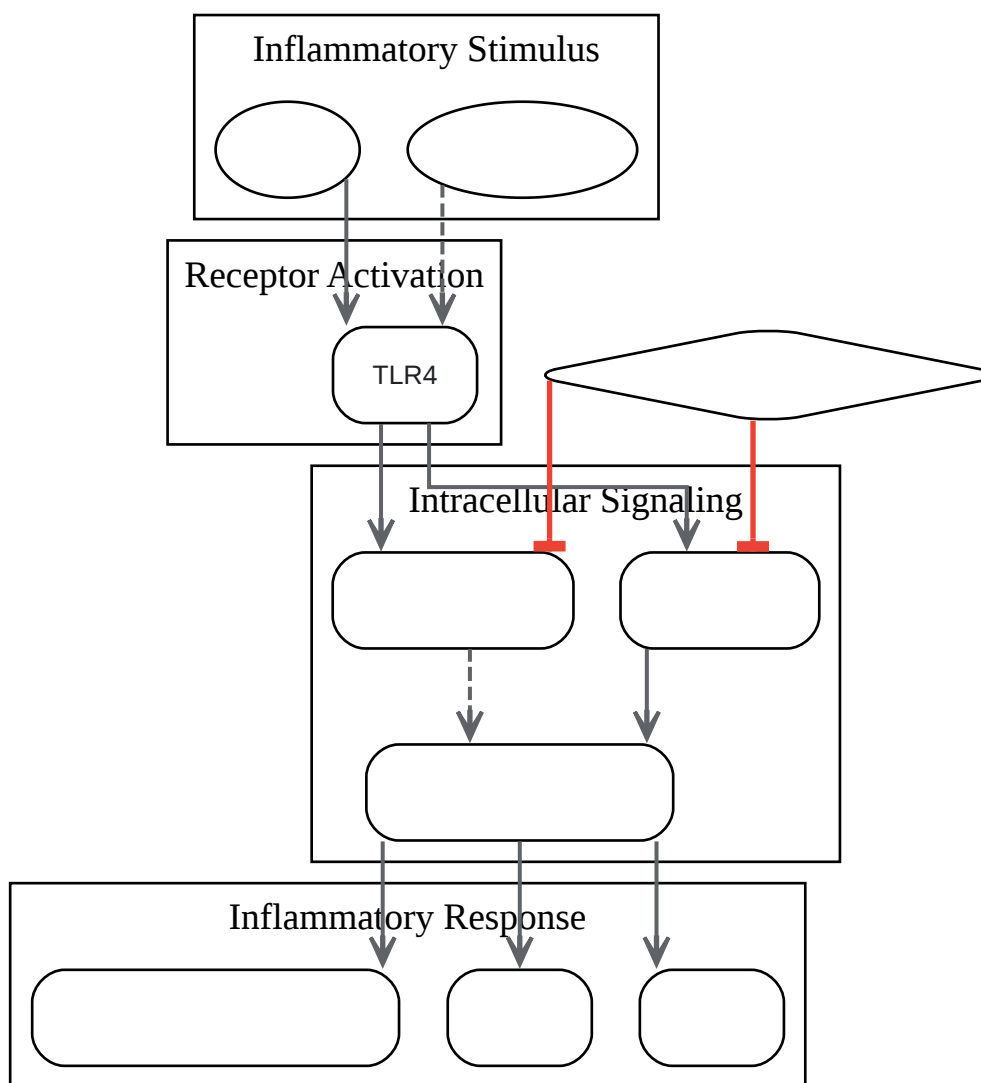 Inflammatory Stimulus
Receptor Activation
TLR4
Intracellular Signaling
Inflammatory Response